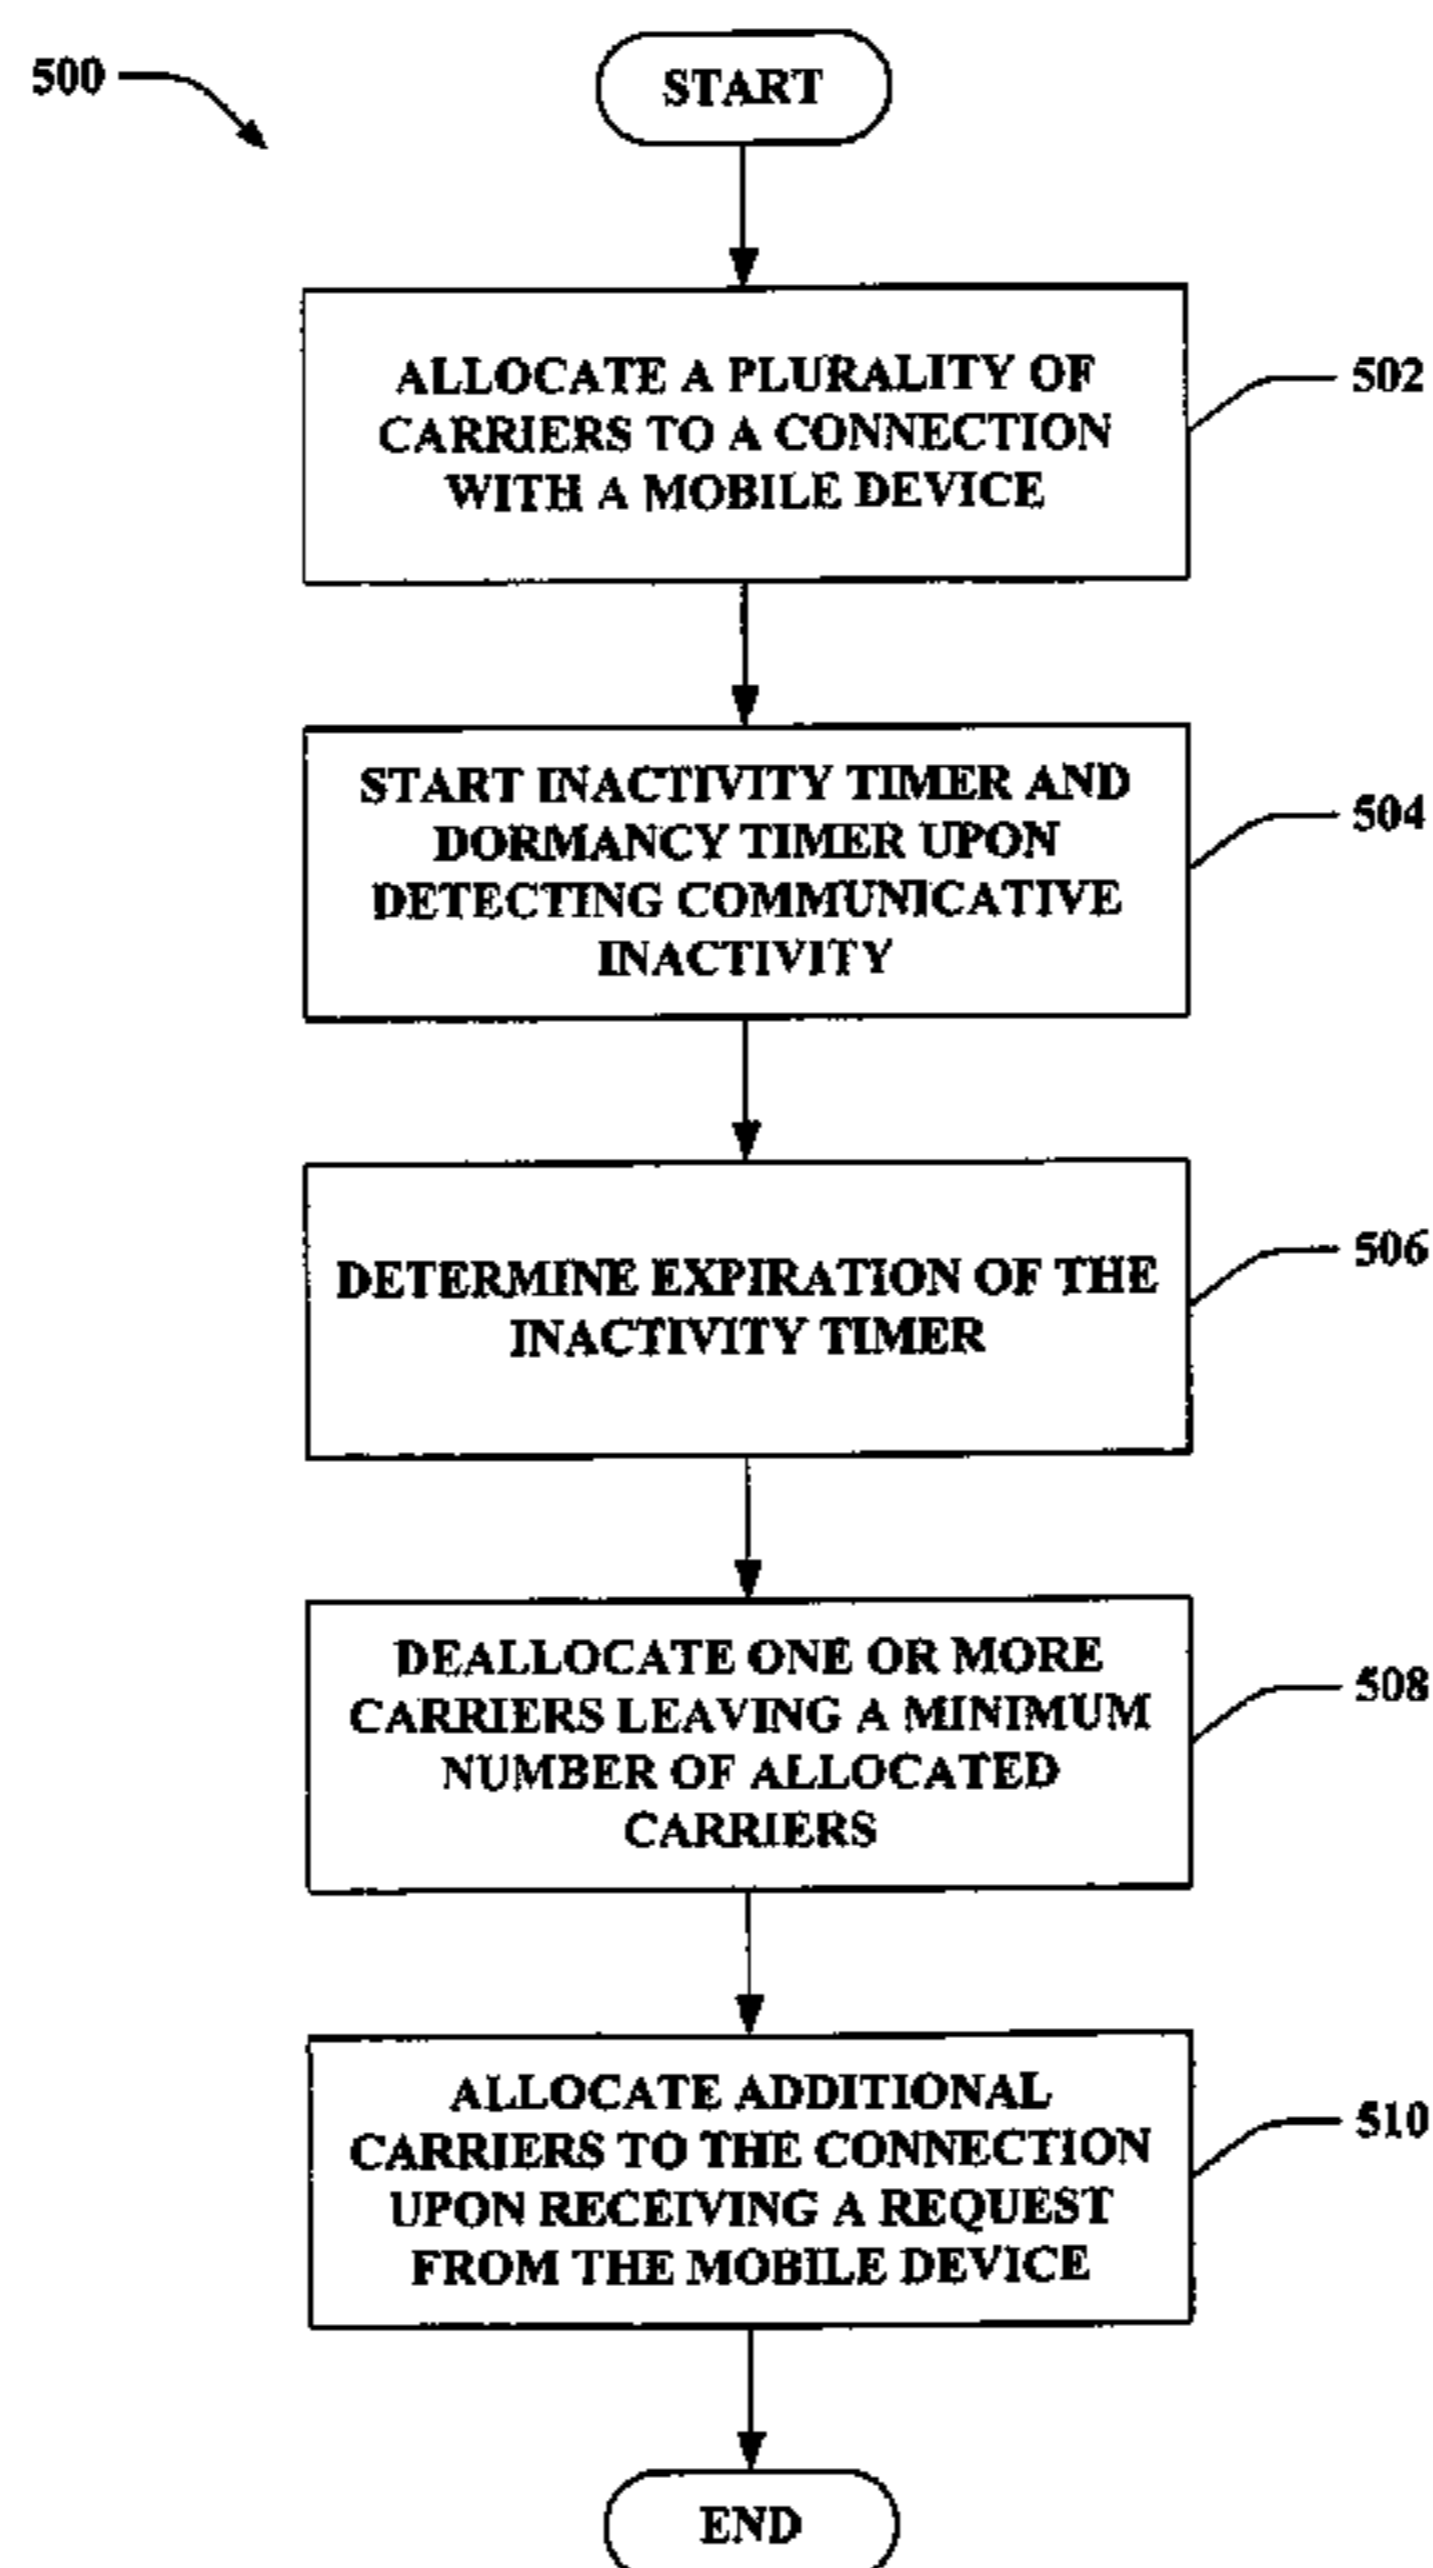 500
START
ALLOCATE A PLURALITY OF
CARRIERS TO A CONNECTION
WITH A MOBILE DEVICE
502
START INACTIVITY TIMER AND
DORMANCY TIMER UPON
DETECTING COMMUNICATIVE
INACTIVITY
504
DETERMINE EXPIRATION OF THE
INACTIVITY TIMER
506
DEALLOCATE ONE OR MORE
CARRIERS LEAVING A MINIMUM
NUMBER OF ALLOCATED
CARRIERS
508
ALLOCATE ADDITIONAL
CARRIERS TO THE CONNECTION
UPON RECEIVING A REQUEST
FROM THE MOBILE DEVICE
510
END